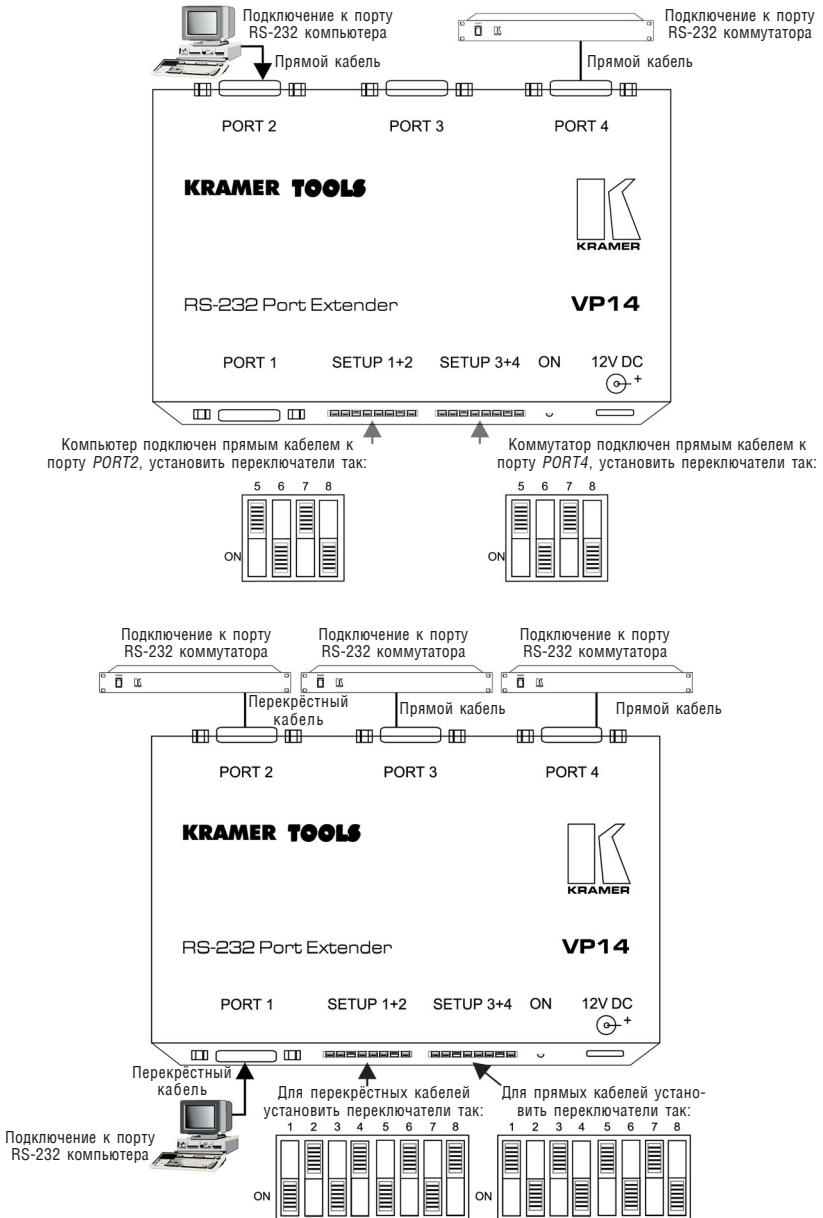 Подключение к порту
RS-232 компьютера
Подключение к порту
RS-232 коммутатора
Прямой кабель
Прямой кабель
PORT 2
PORT 3
PORT 4
KRAMER TOOLS
KRAMER
RS-232 Port Extender
VP14
PORT 1
SETUP 1+2
SETUP 3+4
ON
12V DC
+
Компьютер подключен прямым кабелем к
порту PORT2, установить переключатели так:
Коммутатор подключен прямым кабелем к
порту PORT4, установить переключатели так:
5 6 7 8
ON
5 6 7 8
ON
Подключение к порту
RS-232 коммутатора
Подключение к порту
RS-232 коммутатора
Подключение к порту
RS-232 коммутатора
Перекрёстный
кабель
Прямой кабель
Прямой кабель
PORT 2
PORT 3
PORT 4
KRAMER TOOLS
KRAMER
RS-232 Port Extender
VP14
PORT 1
SETUP 1+2
SETUP 3+4
ON
12V DC
+
Перекрёстный
кабель
Подключение к порту
RS-232 компьютера
Для перекрёстных кабелей
установить переключатели так:
Для прямых кабелей устано-
вить переключатели так:
1 2 3 4 5 6 7 8
ON
1 2 3 4 5 6 7 8
ON